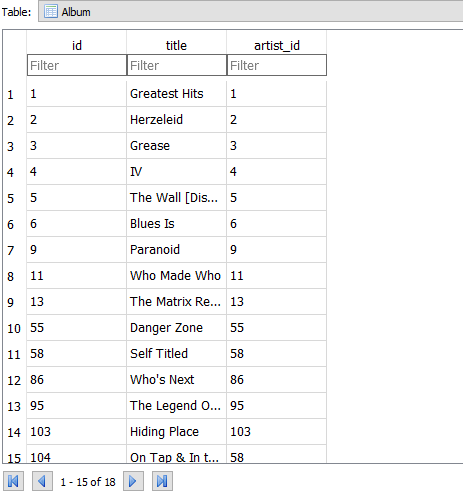 Table: Album
id title artist_id
Filter Filter Filter
1 1 Greatest Hits 1
2 2 Herzeleid 2
3 3 Grease 3
4 4 IV 4
5 5 The Wall [Dis... 5
6 6 Blues Is 6
7 9 Paranoid 9
8 11 Who Made Who 11
9 13 The Matrix Re... 13
10 55 Danger Zone 55
11 58 Self Titled 58
12 86 Who's Next 86
13 95 The Legend O... 95
14 103 Hiding Place 103
15 104 On Tap & In t... 58
1 - 15 of 18